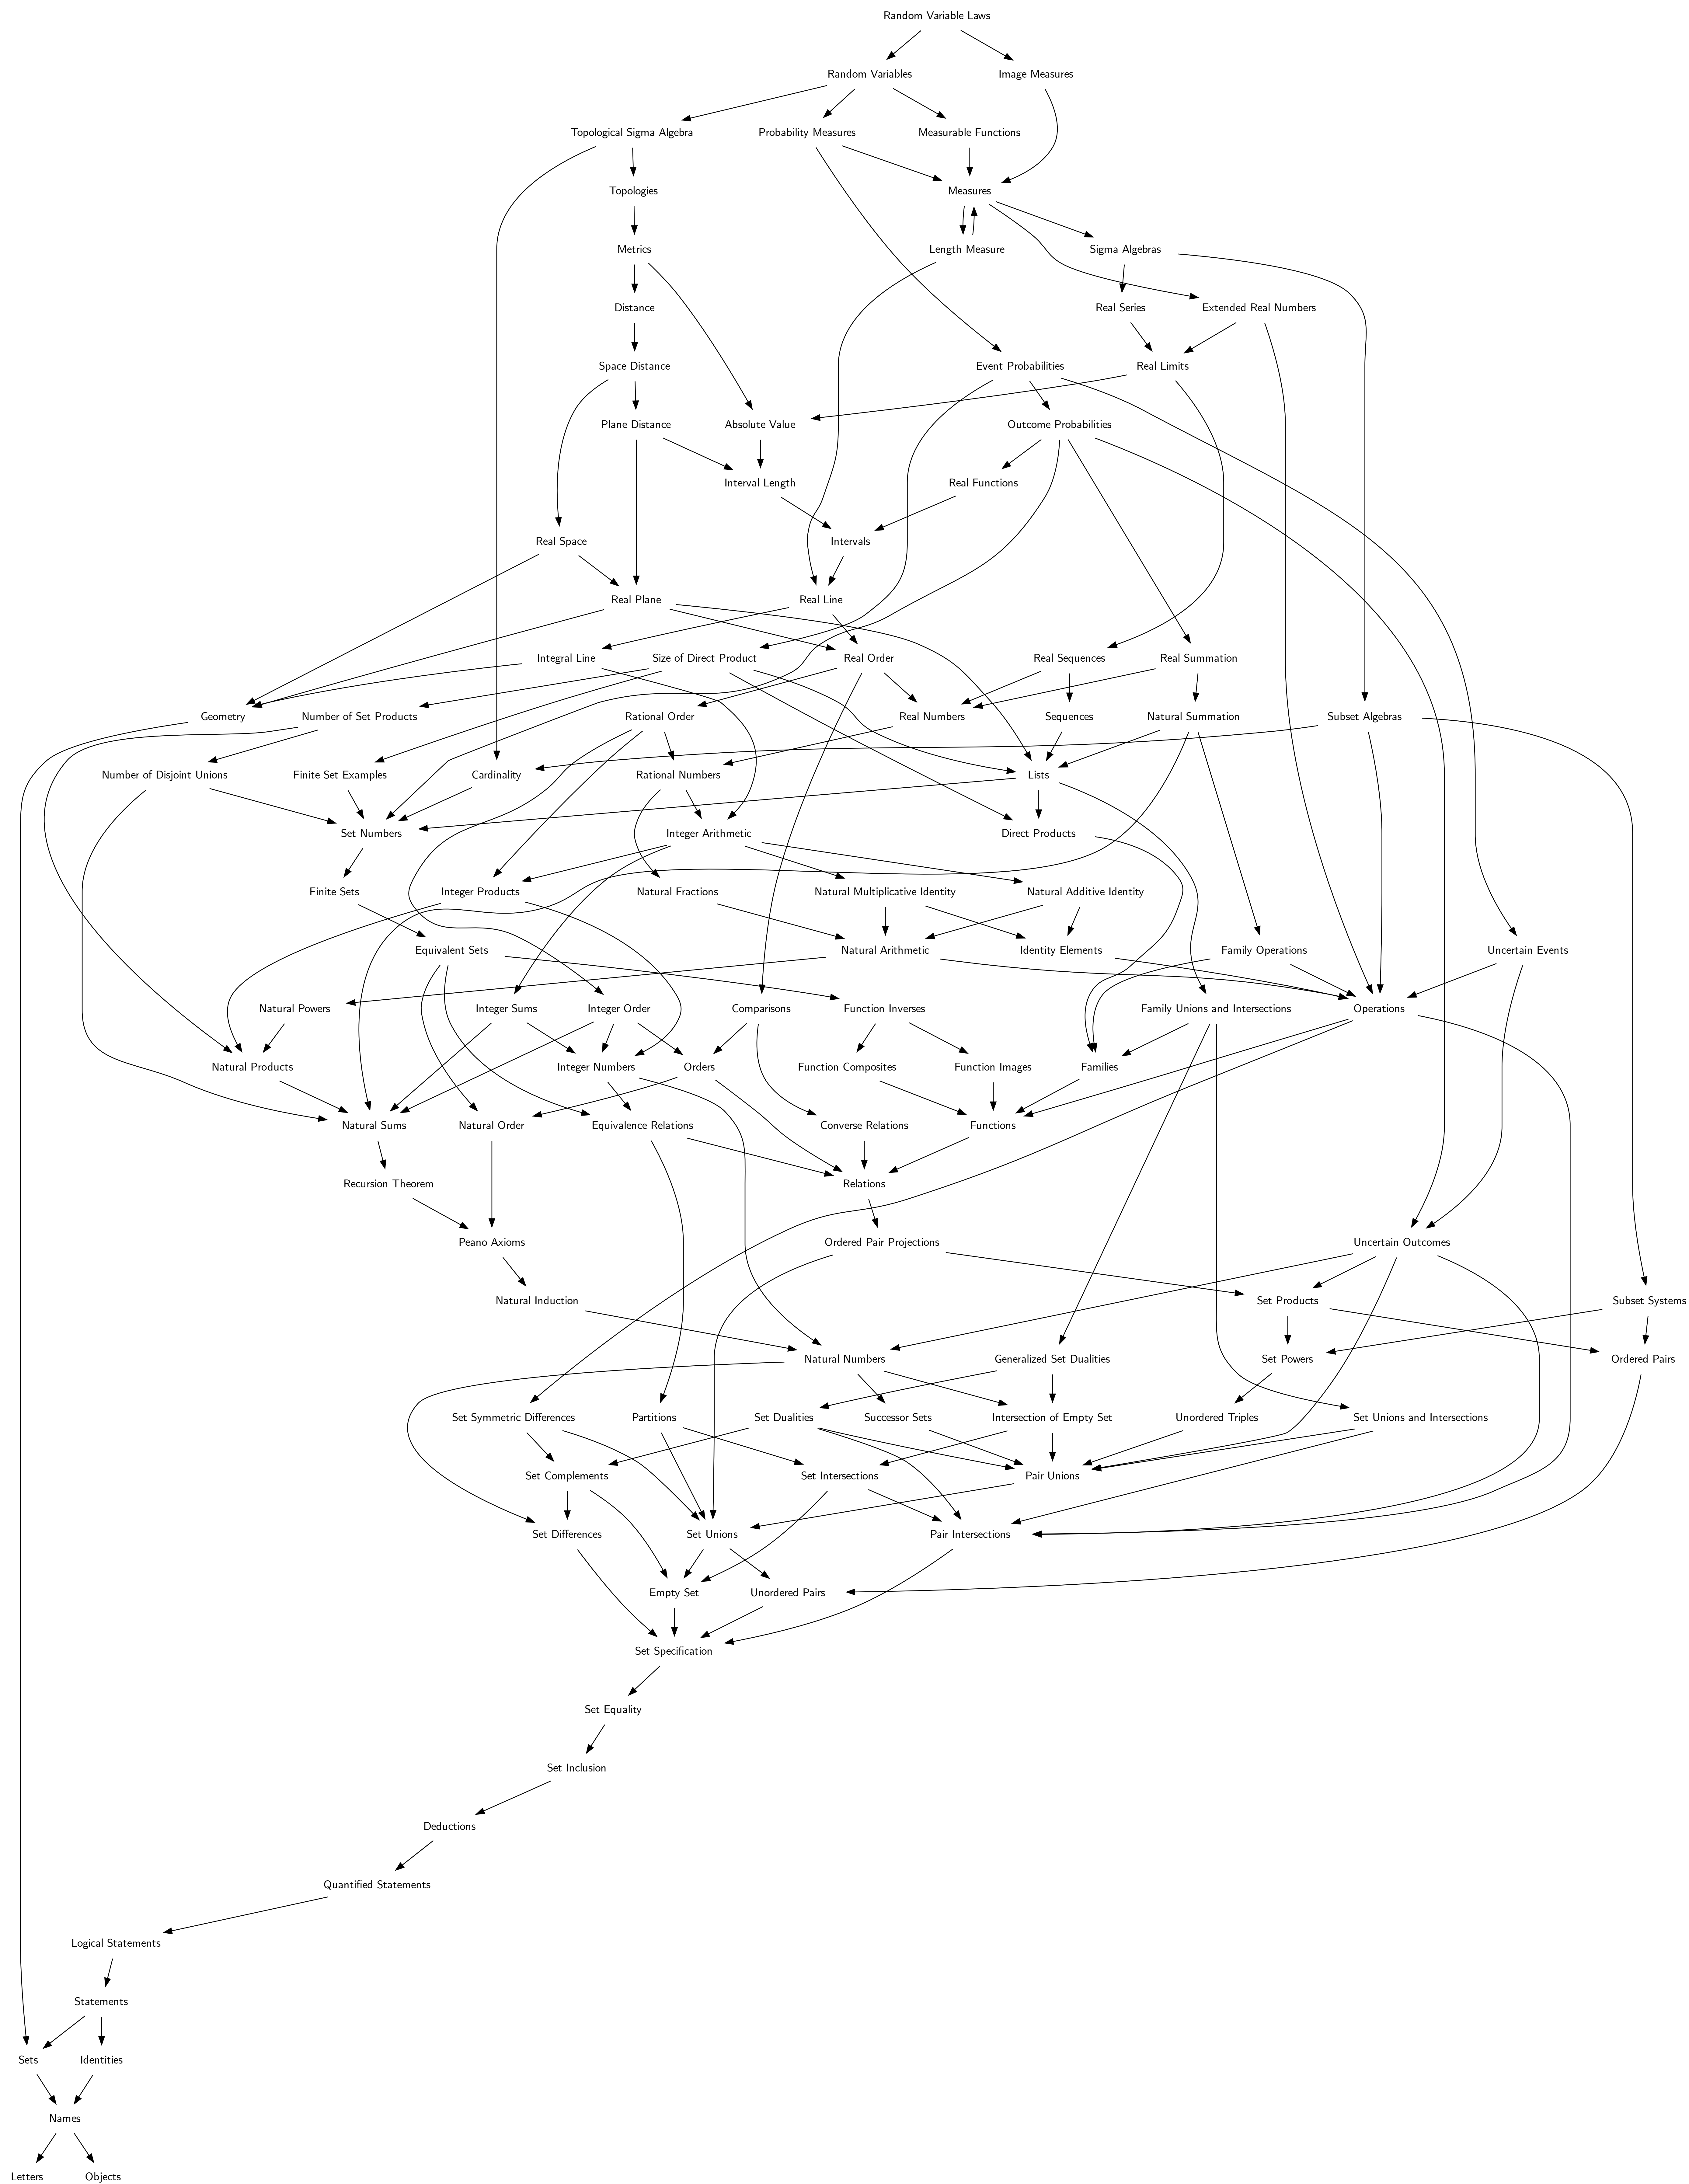 Random Variable Laws
Random Variables
Image Measures
Topological Sigma Algebra
Probability Measures
Measurable Functions
Topologies
Measures
Metrics
Length Measure
Sigma Algebras
Distance
Real Series
Extended Real Numbers
Space Distance
Event Probabilities
Real Limits
Plane Distance
Absolute Value
Outcome Probabilities
Interval Length
Real Functions
Real Space
Intervals
Real Plane
Real Line
Integral Line
Size of Direct Product
Real Order
Real Sequences
Real Summation
Geometry
Number of Set Products
Rational Order
Real Numbers
Sequences
Natural Summation
Subset Algebras
Number of Disjoint Unions
Finite Set Examples
Cardinality
Rational Numbers
Lists
Set Numbers
Integer Arithmetic
Direct Products
Finite Sets
Integer Products
Natural Fractions
Natural Multiplicative Identity
Natural Additive Identity
Equivalent Sets
Natural Arithmetic
Identity Elements
Family Operations
Uncertain Events
Natural Powers
Integer Sums
Integer Order
Comparisons
Function Inverses
Family Unions and Intersections
Operations
Natural Products
Integer Numbers
Orders
Function Composites
Function Images
Families
Natural Sums
Natural Order
Equivalence Relations
Converse Relations
Functions
Recursion Theorem
Relations
Peano Axioms
Ordered Pair Projections
Uncertain Outcomes
Natural Induction
Set Products
Subset Systems
Natural Numbers
Generalized Set Dualities
Set Powers
Ordered Pairs
Set Symmetric Differences
Partitions
Set Dualities
Successor Sets
Intersection of Empty Set
Unordered Triples
Set Unions and Intersections
Set Complements
Set Intersections
Pair Unions
Set Differences
Set Unions
Pair Intersections
Empty Set
Unordered Pairs
Set Specification
Set Equality
Set Inclusion
Deductions
Quantified Statements
Logical Statements
Statements
Sets
Identities
Names
Letters
Objects